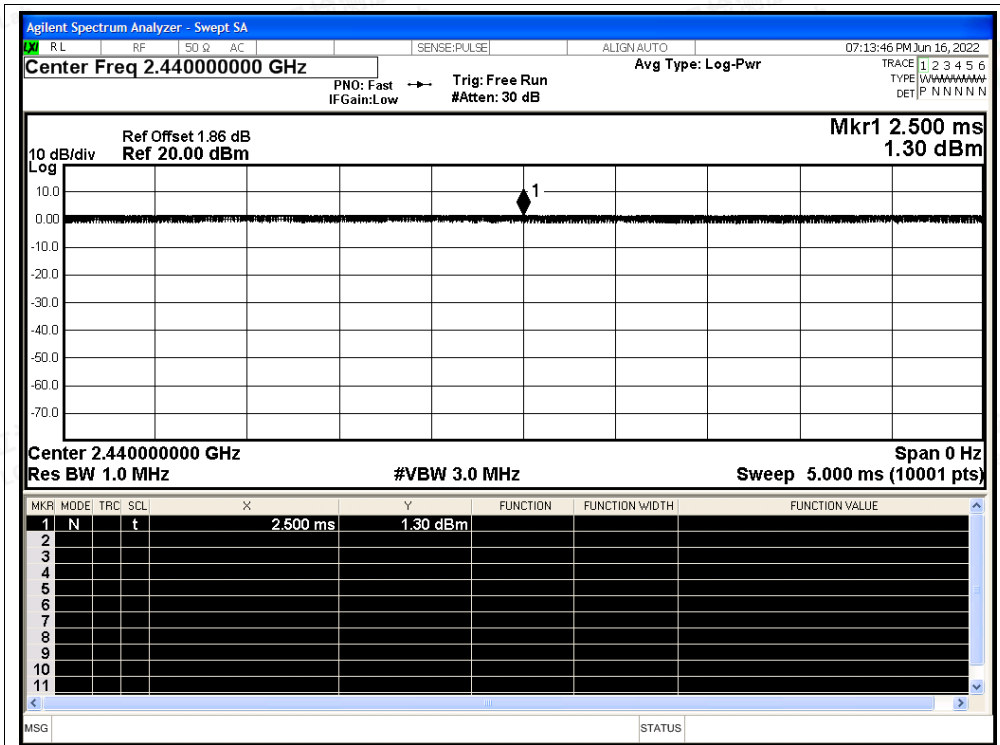 Agilent Spectrum Analyzer - Swept SA
LXI RL RF 50 Ω AC SENSE:PULSE ALIGN AUTO 07:13:46 PM Jun 16, 2022
Center Freq 2.440000000 GHz Avg Type: Log-Pwr TRACE 1 2 3 4 5 6
PNO: Fast Trig: Free Run TYPE WWWWWW
IFGain:Low #Atten: 30 dB DET P N N N N N
Mkr1 2.500 ms
Ref Offset 1.86 dB
10 dB/div Ref 20.00 dBm 1.30 dBm
Log
10.0
1
0.00
-10.0
-20.0
-30.0
-40.0
-50.0
-60.0
-70.0
Center 2.440000000 GHz Span 0 Hz
Res BW 1.0 MHz #VBW 3.0 MHz Sweep 5.000 ms (10001 pts)
MKR MODE TRC SCL X Y FUNCTION FUNCTION WIDTH FUNCTION VALUE
1 N t 2.500 ms 1.30 dBm
2
3
4
5
6
7
8
9
10
11
MSG STATUS